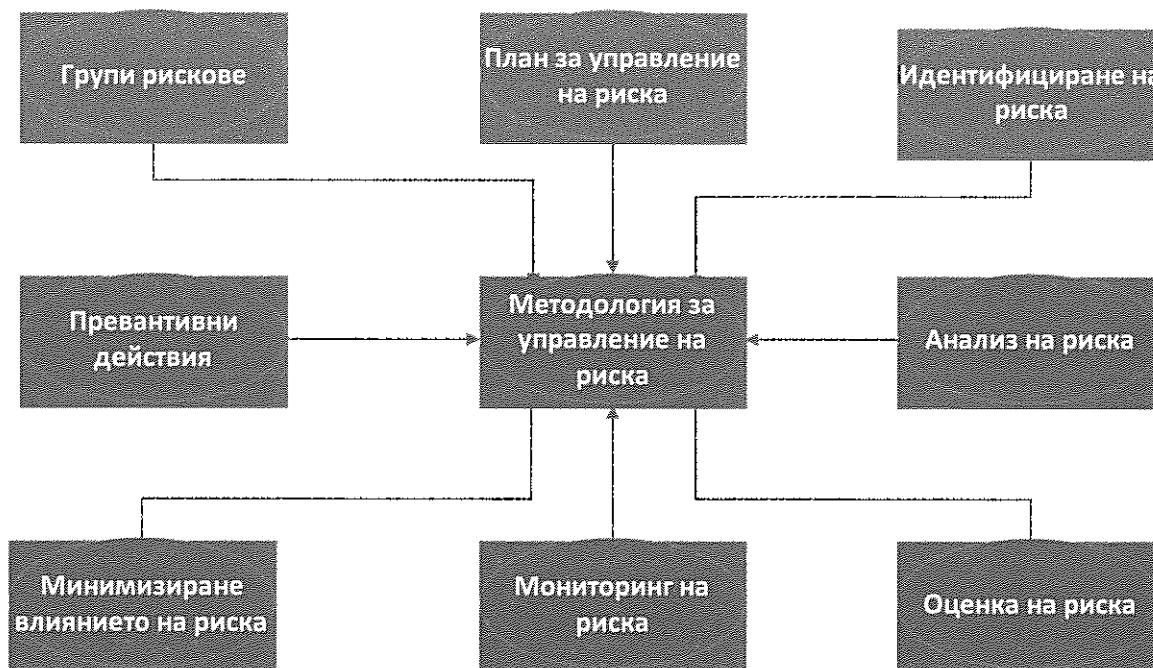 Групи рискове
План за управление
на риска
Идентифициране на
риска
Превантивни
действия
Методология за
управление на
риска
Анализ на риска
Минимизиране
влиянието на риска
Мониторинг на
риска
Оценка на риска